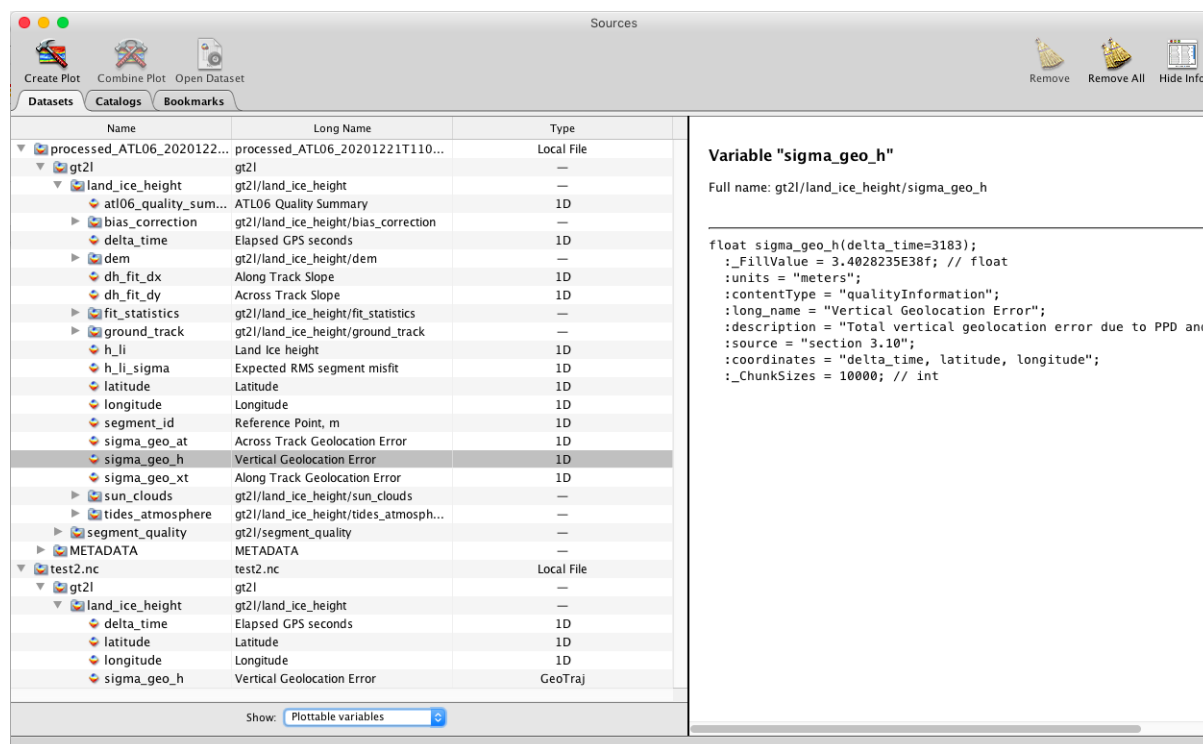 Sources
Create Plot Combine Plot Open Dataset Remove Remove All Hide Info
Datasets Catalogs Bookmarks
Name Long Name Type
processed_ATL06_2020122... processed_ATL06_20201221T110... Local File
gt2l gt2l —
land_ice_height gt2l/land_ice_height —
atl06_quality_sum... ATL06 Quality Summary 1D
bias_correction gt2l/land_ice_height/bias_correction —
delta_time Elapsed GPS seconds 1D
dem gt2l/land_ice_height/dem —
dh_fit_dx Along Track Slope 1D
dh_fit_dy Across Track Slope 1D
fit_statistics gt2l/land_ice_height/fit_statistics —
ground_track gt2l/land_ice_height/ground_track —
h_li Land Ice height 1D
h_li_sigma Expected RMS segment misfit 1D
latitude Latitude 1D
longitude Longitude 1D
segment_id Reference Point, m 1D
sigma_geo_at Across Track Geolocation Error 1D
sigma_geo_h Vertical Geolocation Error 1D
sigma_geo_xt Along Track Geolocation Error 1D
sun_clouds gt2l/land_ice_height/sun_clouds —
tides_atmosphere gt2l/land_ice_height/tides_atmosph... —
segment_quality gt2l/segment_quality —
METADATA METADATA —
test2.nc test2.nc Local File
gt2l gt2l —
land_ice_height gt2l/land_ice_height —
delta_time Elapsed GPS seconds 1D
latitude Latitude 1D
longitude Longitude 1D
sigma_geo_h Vertical Geolocation Error GeoTraj
Show: Plottable variables
Variable "sigma_geo_h"
Full name: gt2l/land_ice_height/sigma_geo_h
float sigma_geo_h(delta_time=3183);
:_FillValue = 3.4028235E38f; // float
:units = "meters";
:contentType = "qualityInformation";
:long_name = "Vertical Geolocation Error";
:description = "Total vertical geolocation error due to PPD and
:source = "section 3.10";
:coordinates = "delta_time, latitude, longitude";
:_ChunkSizes = 10000; // int